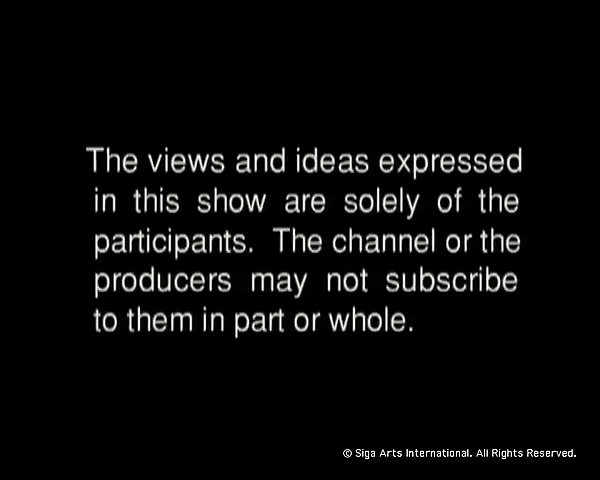 The views and ideas expressed
in this show are solely of the
participants. The channel or the
producers may not subscribe
to them in part or whole.
© Siga Arts International. All Rights Reserved.